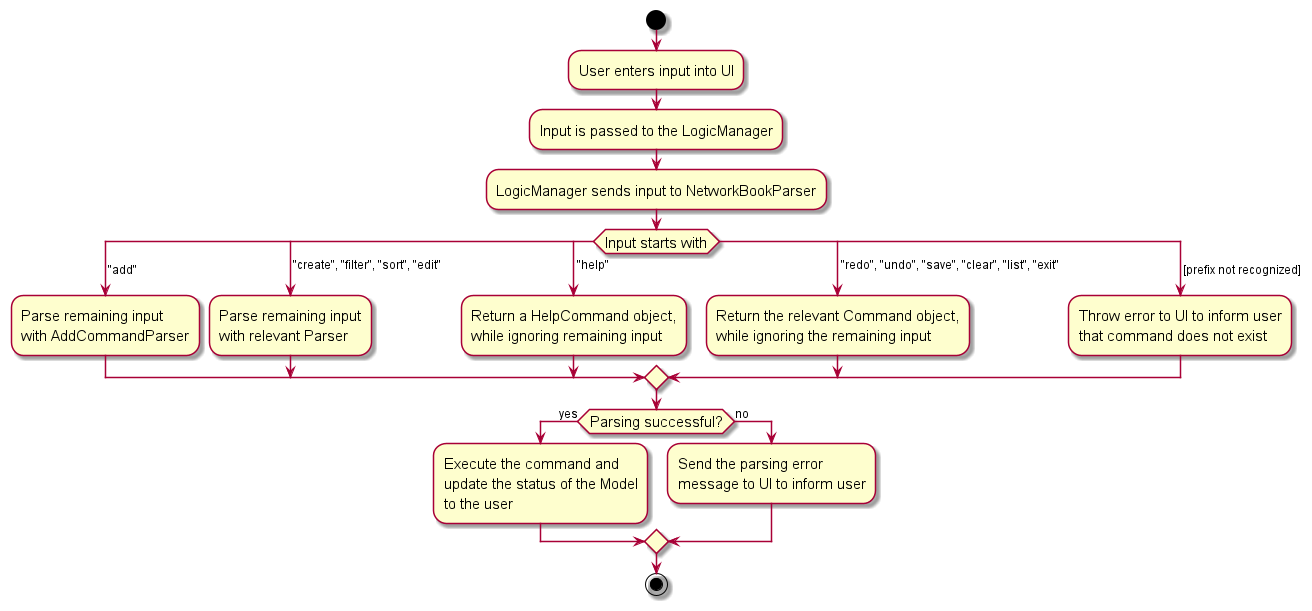 User enters input into UI
Input is passed to the LogicManager
LogicManager sends input to NetworkBookParser
Input starts with
"add"
"create", "filter", "sort", "edit"
"help"
"redo", "undo", "save", "clear", "list", "exit"
[prefix not recognized]
Parse remaining input
with AddCommandParser
Parse remaining input
with relevant Parser
Return a HelpCommand object,
while ignoring remaining input
Return the relevant Command object,
while ignoring the remaining input
Throw error to UI to inform user
that command does not exist
yes
Parsing successful?
no
Execute the command and
update the status of the Model
to the user
Send the parsing error
message to UI to inform user